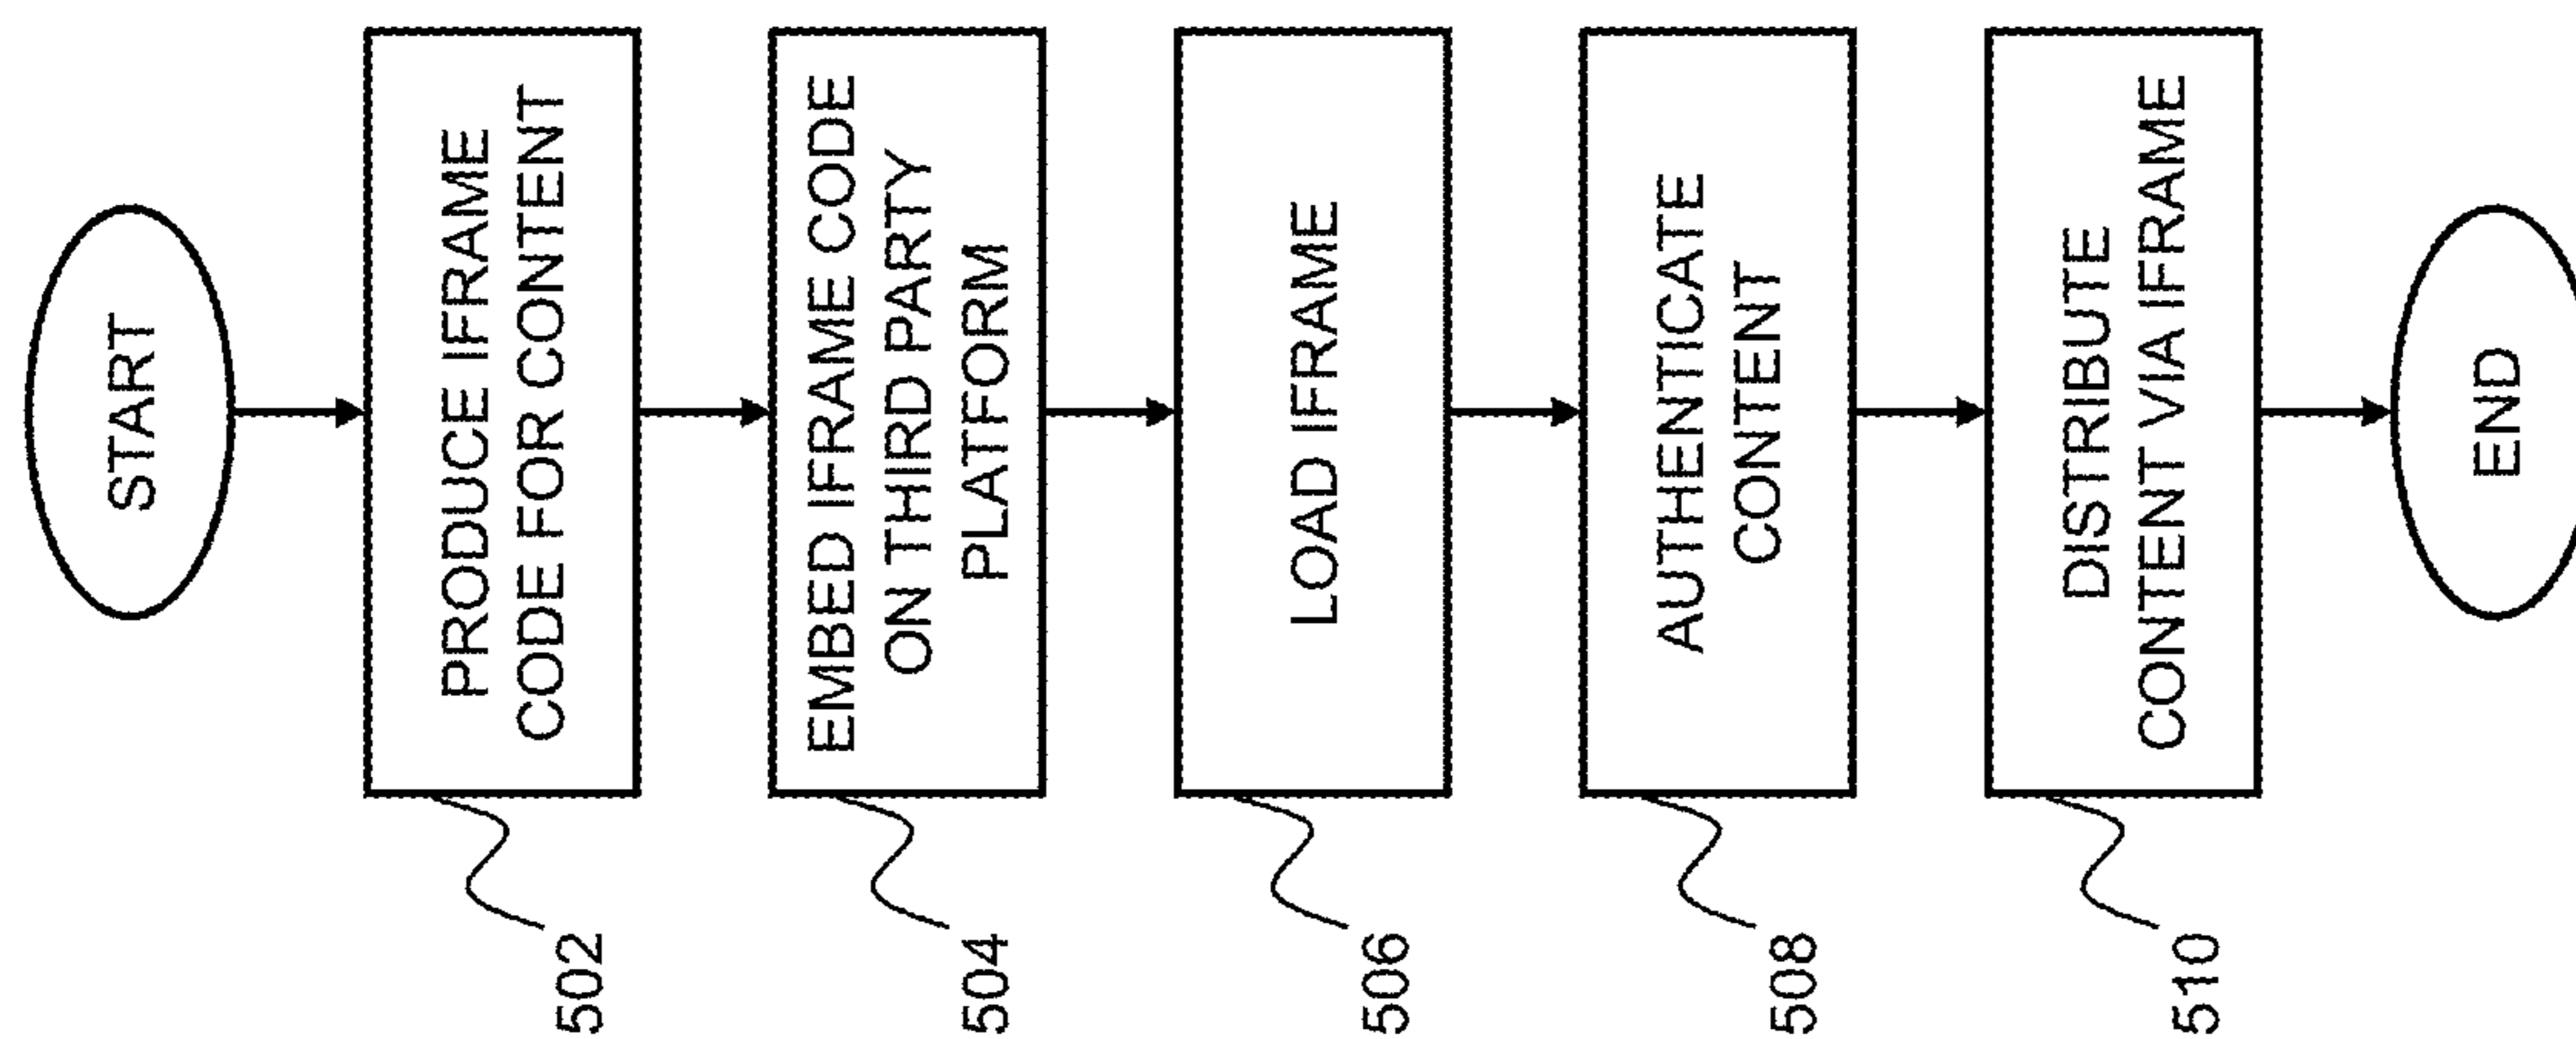 START
502
PRODUCE IFRAME
CODE FOR CONTENT
504
EMBED IFRAME CODE
ON THIRD PARTY
PLATFORM
506
LOAD IFRAME
508
AUTHENTICATE
CONTENT
510
DISTRIBUTE
CONTENT VIA IFRAME
END